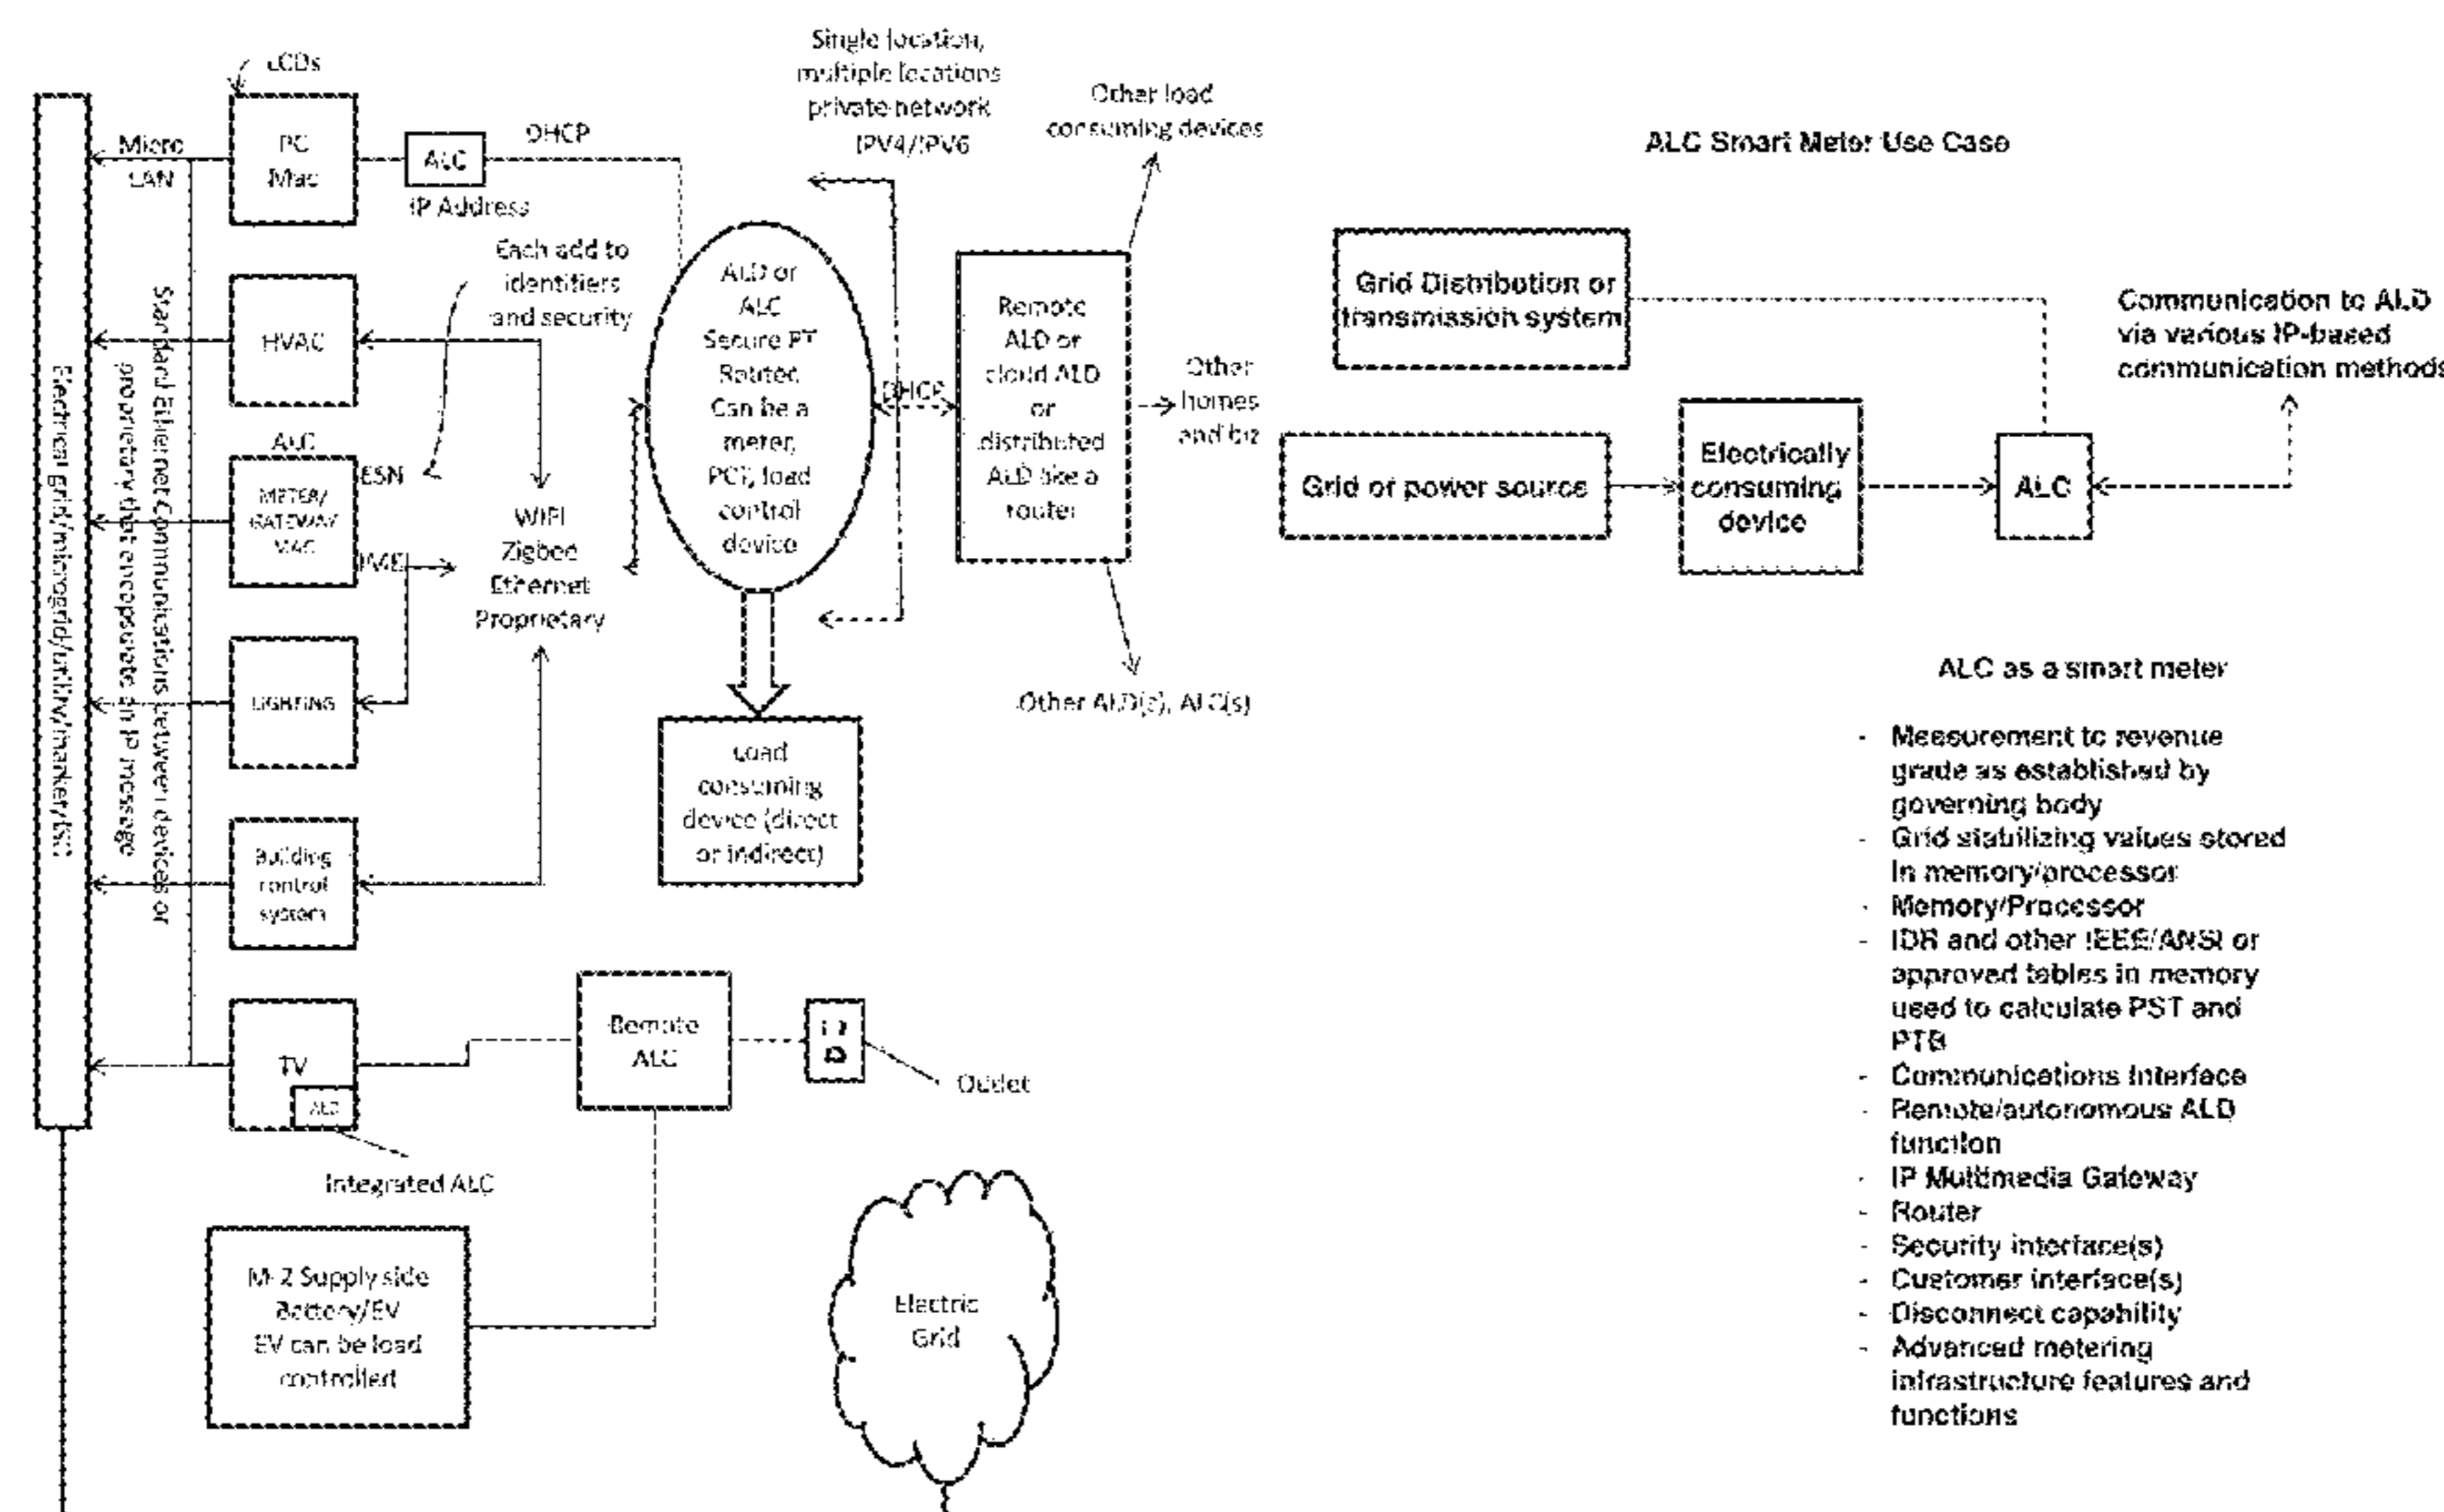 LCDs
Micro
LAN
PC
Mac
ALC
IP Address
DHCP
Single location,
multiple locations
private network
IPV4/IPV6
Other load
consuming devices
Each add to
identifiers
and security
HVAC
ALC
METER/
GATEWAY
MAC
ESN
LIGHTING
Building
control
system
WIFI
Zigbee
Ethernet
Proprietary
ALD or
ALC
Secure PT
Router.
Can be a
meter,
PCT, load
control
device
DHCP
Remote
ALD or
cloud ALD
or
distributed
ALD like a
router
Other
homes
and biz
Other ALD(s), ALC(s)
Load
consuming
device (direct
or indirect)
Electrical grid/microgrid/utility/market/ISO
Standard Ethernet Communications between devices or
proprietary that encapsulate an IP message
TV
Integrated ALC
Remote
ALC
Outlet
M-2 Supply side
Battery/EV
EV can be load
controlled
Electric
Grid
ALC Smart Meter Use Case
Grid Distribution or
transmission system
Grid or power source
Electrically
consuming
device
ALC
Communication to ALD
via various IP-based
communication methods
ALC as a smart meter
- Measurement to revenue
grade as established by
governing body
- Grid stabilizing values stored
In memory/processor
- Memory/Processor
- IDR and other IEEE/ANSI or
approved tables in memory
used to calculate PST and
PTB
- Communications Interface
- Remote/autonomous ALD
function
- IP Multimedia Gateway
- Router
- Security interface(s)
- Customer interface(s)
- Disconnect capability
- Advanced metering
infrastructure features and
functions